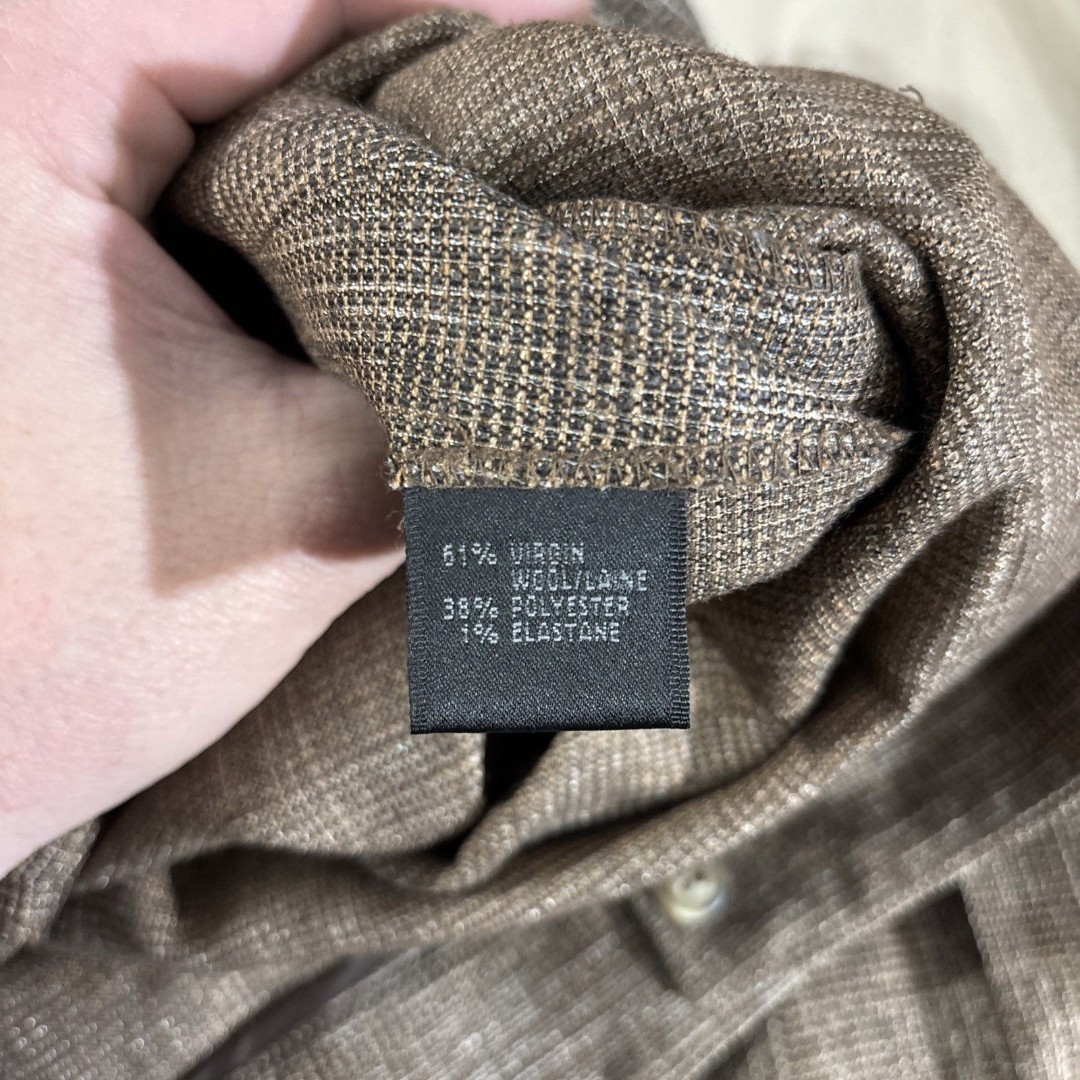 61% VIRGIN
WOOL/LAINE
38% POLYESTER
1% ELASTANE